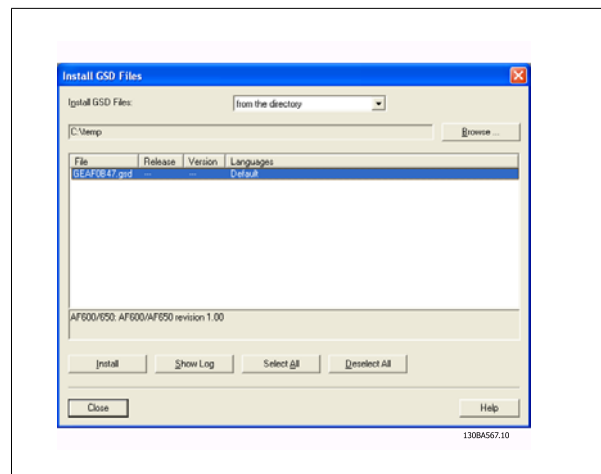 Install GSD Files
Install GSD Files:
from the directory
C:\temp
Browse ...
File Release Version Languages
GEAF0B47.gsd --- --- Default
AF600/650: AF600/AF650 revision 1.00
Install Show Log Select All Deselect All
Close Help
130BA567.10